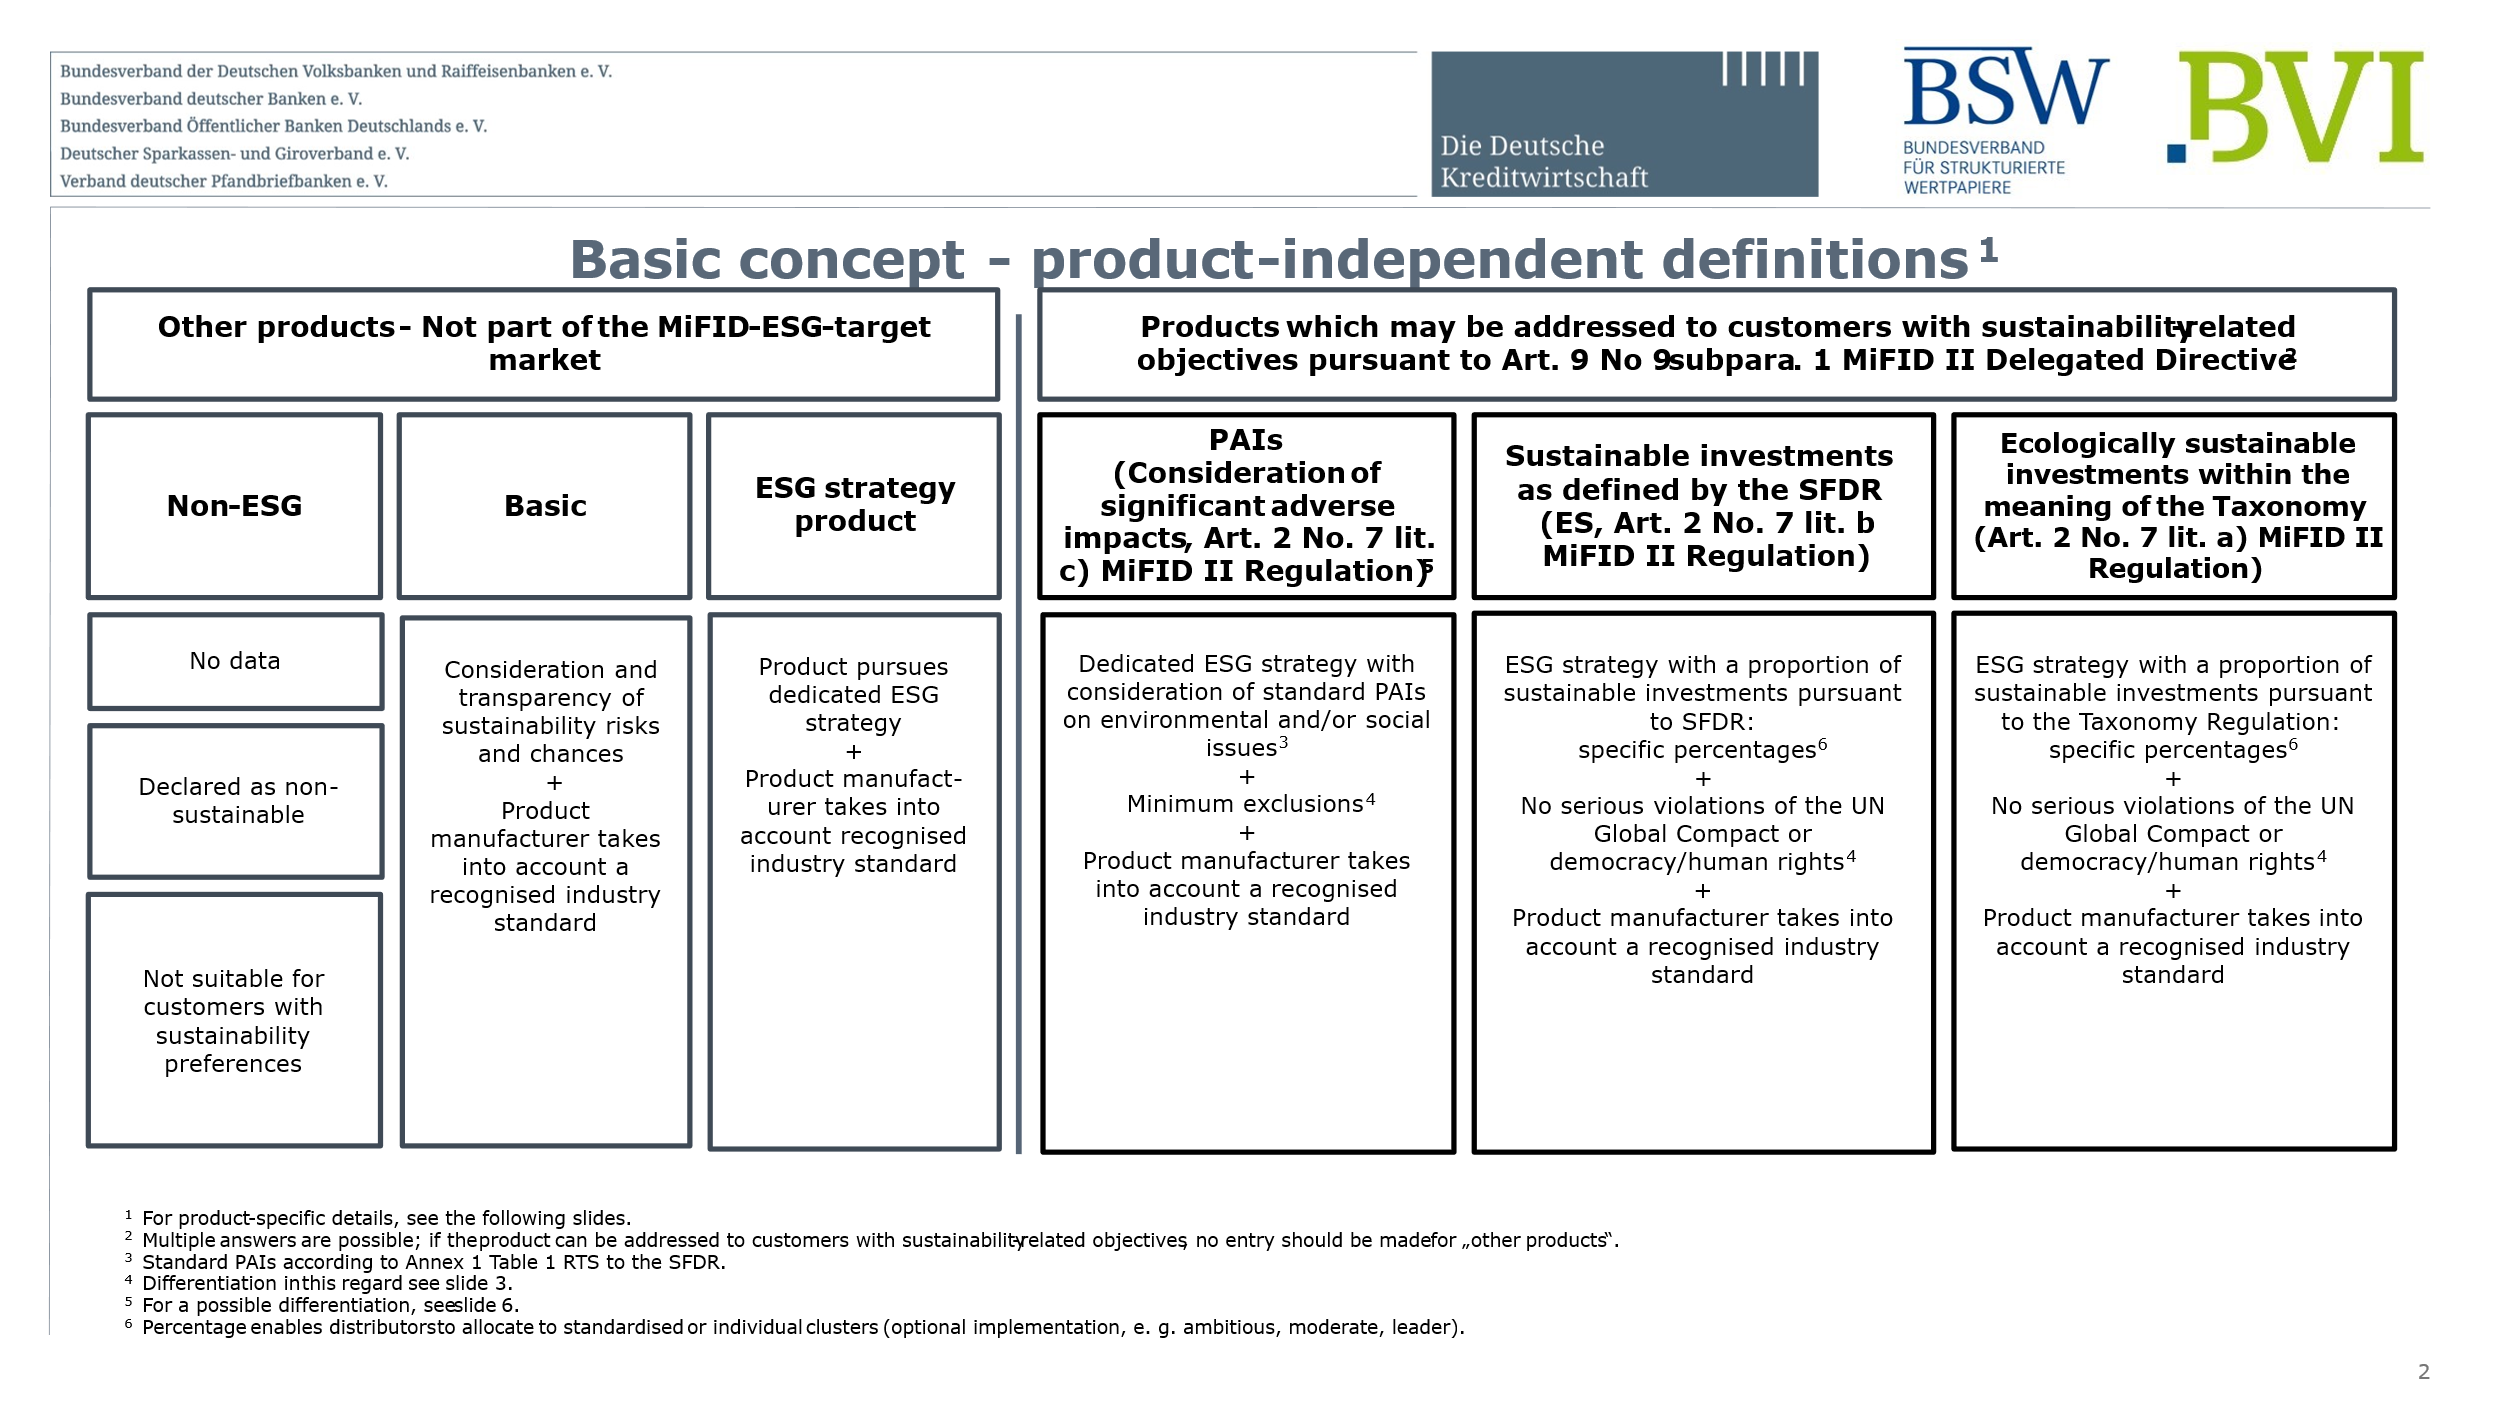 Bundesverband der Deutschen Volksbanken und Raiffeisenbanken e. V.
Bundesverband deutscher Banken e. V.
Bundesverband Öffentlicher Banken Deutschlands e. V.
Deutscher Sparkassen- und Giroverband e. V.
Verband deutscher Pfandbriefbanken e. V.
Die Deutsche
Kreditwirtschaft
BSW
BUNDESVERBAND
FÜR STRUKTURIERTE
WERTPAPIERE
.BVI
Basic concept - product-independent definitions¹
Other products - Not part of the MiFID-ESG-target
market
Products which may be addressed to customers with sustainability-related
objectives pursuant to Art. 9 No 9 subpara. 1 MiFID II Delegated Directive²
Non-ESG
Basic
ESG strategy
product
PAIs
(Consideration of
significant adverse
impacts, Art. 2 No. 7 lit.
c) MiFID II Regulation)⁵
Sustainable investments
as defined by the SFDR
(ES, Art. 2 No. 7 lit. b
MiFID II Regulation)
Ecologically sustainable
investments within the
meaning of the Taxonomy
(Art. 2 No. 7 lit. a) MiFID II
Regulation)
No data
Declared as non-
sustainable
Not suitable for
customers with
sustainability
preferences
Consideration and
transparency of
sustainability risks
and chances
+
Product
manufacturer takes
into account a
recognised industry
standard
Product pursues
dedicated ESG
strategy
+
Product manufact-
urer takes into
account recognised
industry standard
Dedicated ESG strategy with
consideration of standard PAIs
on environmental and/or social
issues³
+
Minimum exclusions⁴
+
Product manufacturer takes
into account a recognised
industry standard
ESG strategy with a proportion of
sustainable investments pursuant
to SFDR:
specific percentages⁶
+
No serious violations of the UN
Global Compact or
democracy/human rights⁴
+
Product manufacturer takes into
account a recognised industry
standard
ESG strategy with a proportion of
sustainable investments pursuant
to the Taxonomy Regulation:
specific percentages⁶
+
No serious violations of the UN
Global Compact or
democracy/human rights⁴
+
Product manufacturer takes into
account a recognised industry
standard
¹ For product-specific details, see the following slides.
² Multiple answers are possible; if the product can be addressed to customers with sustainability-related objectives, no entry should be made for „other products“.
³ Standard PAIs according to Annex 1 Table 1 RTS to the SFDR.
⁴ Differentiation in this regard see slide 3.
⁵ For a possible differentiation, see slide 6.
⁶ Percentage enables distributors to allocate to standardised or individual clusters (optional implementation, e. g. ambitious, moderate, leader).
2